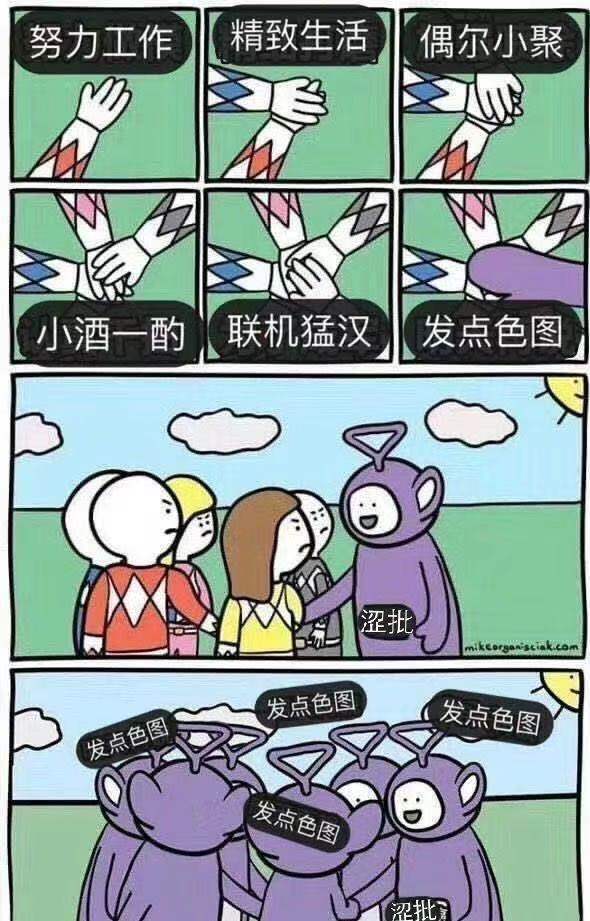 努力工作
精致生活
偶尔小聚
小酒一酌
联机猛汉
发点色图
涩批
mikeorganisciak.com
发点色图
发点色图
发点色图
发点色图
涩批